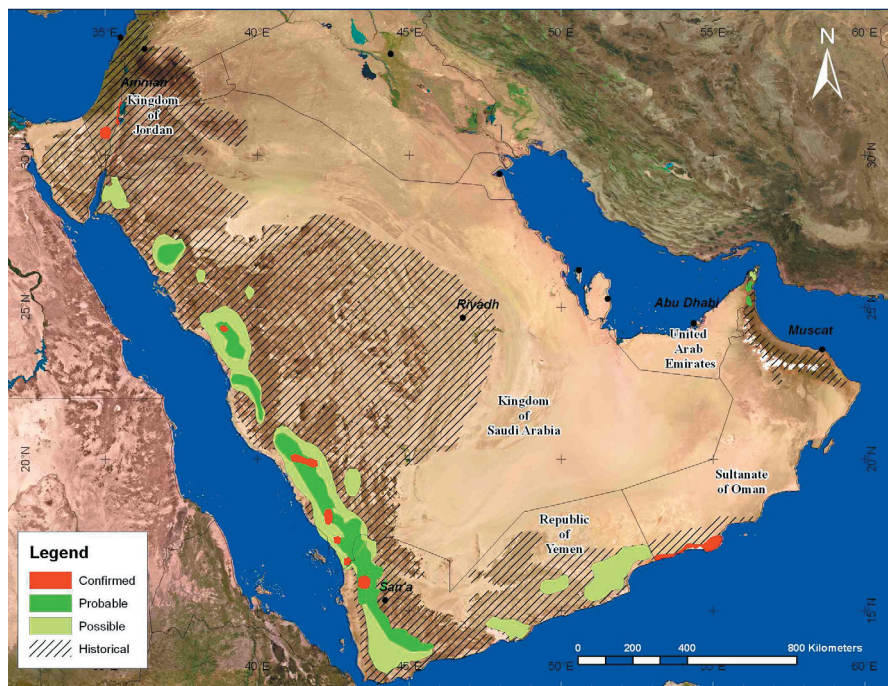 35°E
40°E
45°E
50°E
55°E
60°E
N
Amman
Kingdom
of
Jordan
30°N
30°N
25°N
25°N
Riyadh
Abu Dhabi
Muscat
United
Arab
Emirates
Kingdom
of
Saudi Arabia
20°N
20°N
Sultanate
of Oman
Republic
of
Yemen
San'a
15°N
15°N
Legend
Confirmed
Probable
Possible
Historical
0 200 400 800 Kilometers
45°E
50°E
55°E
60°E